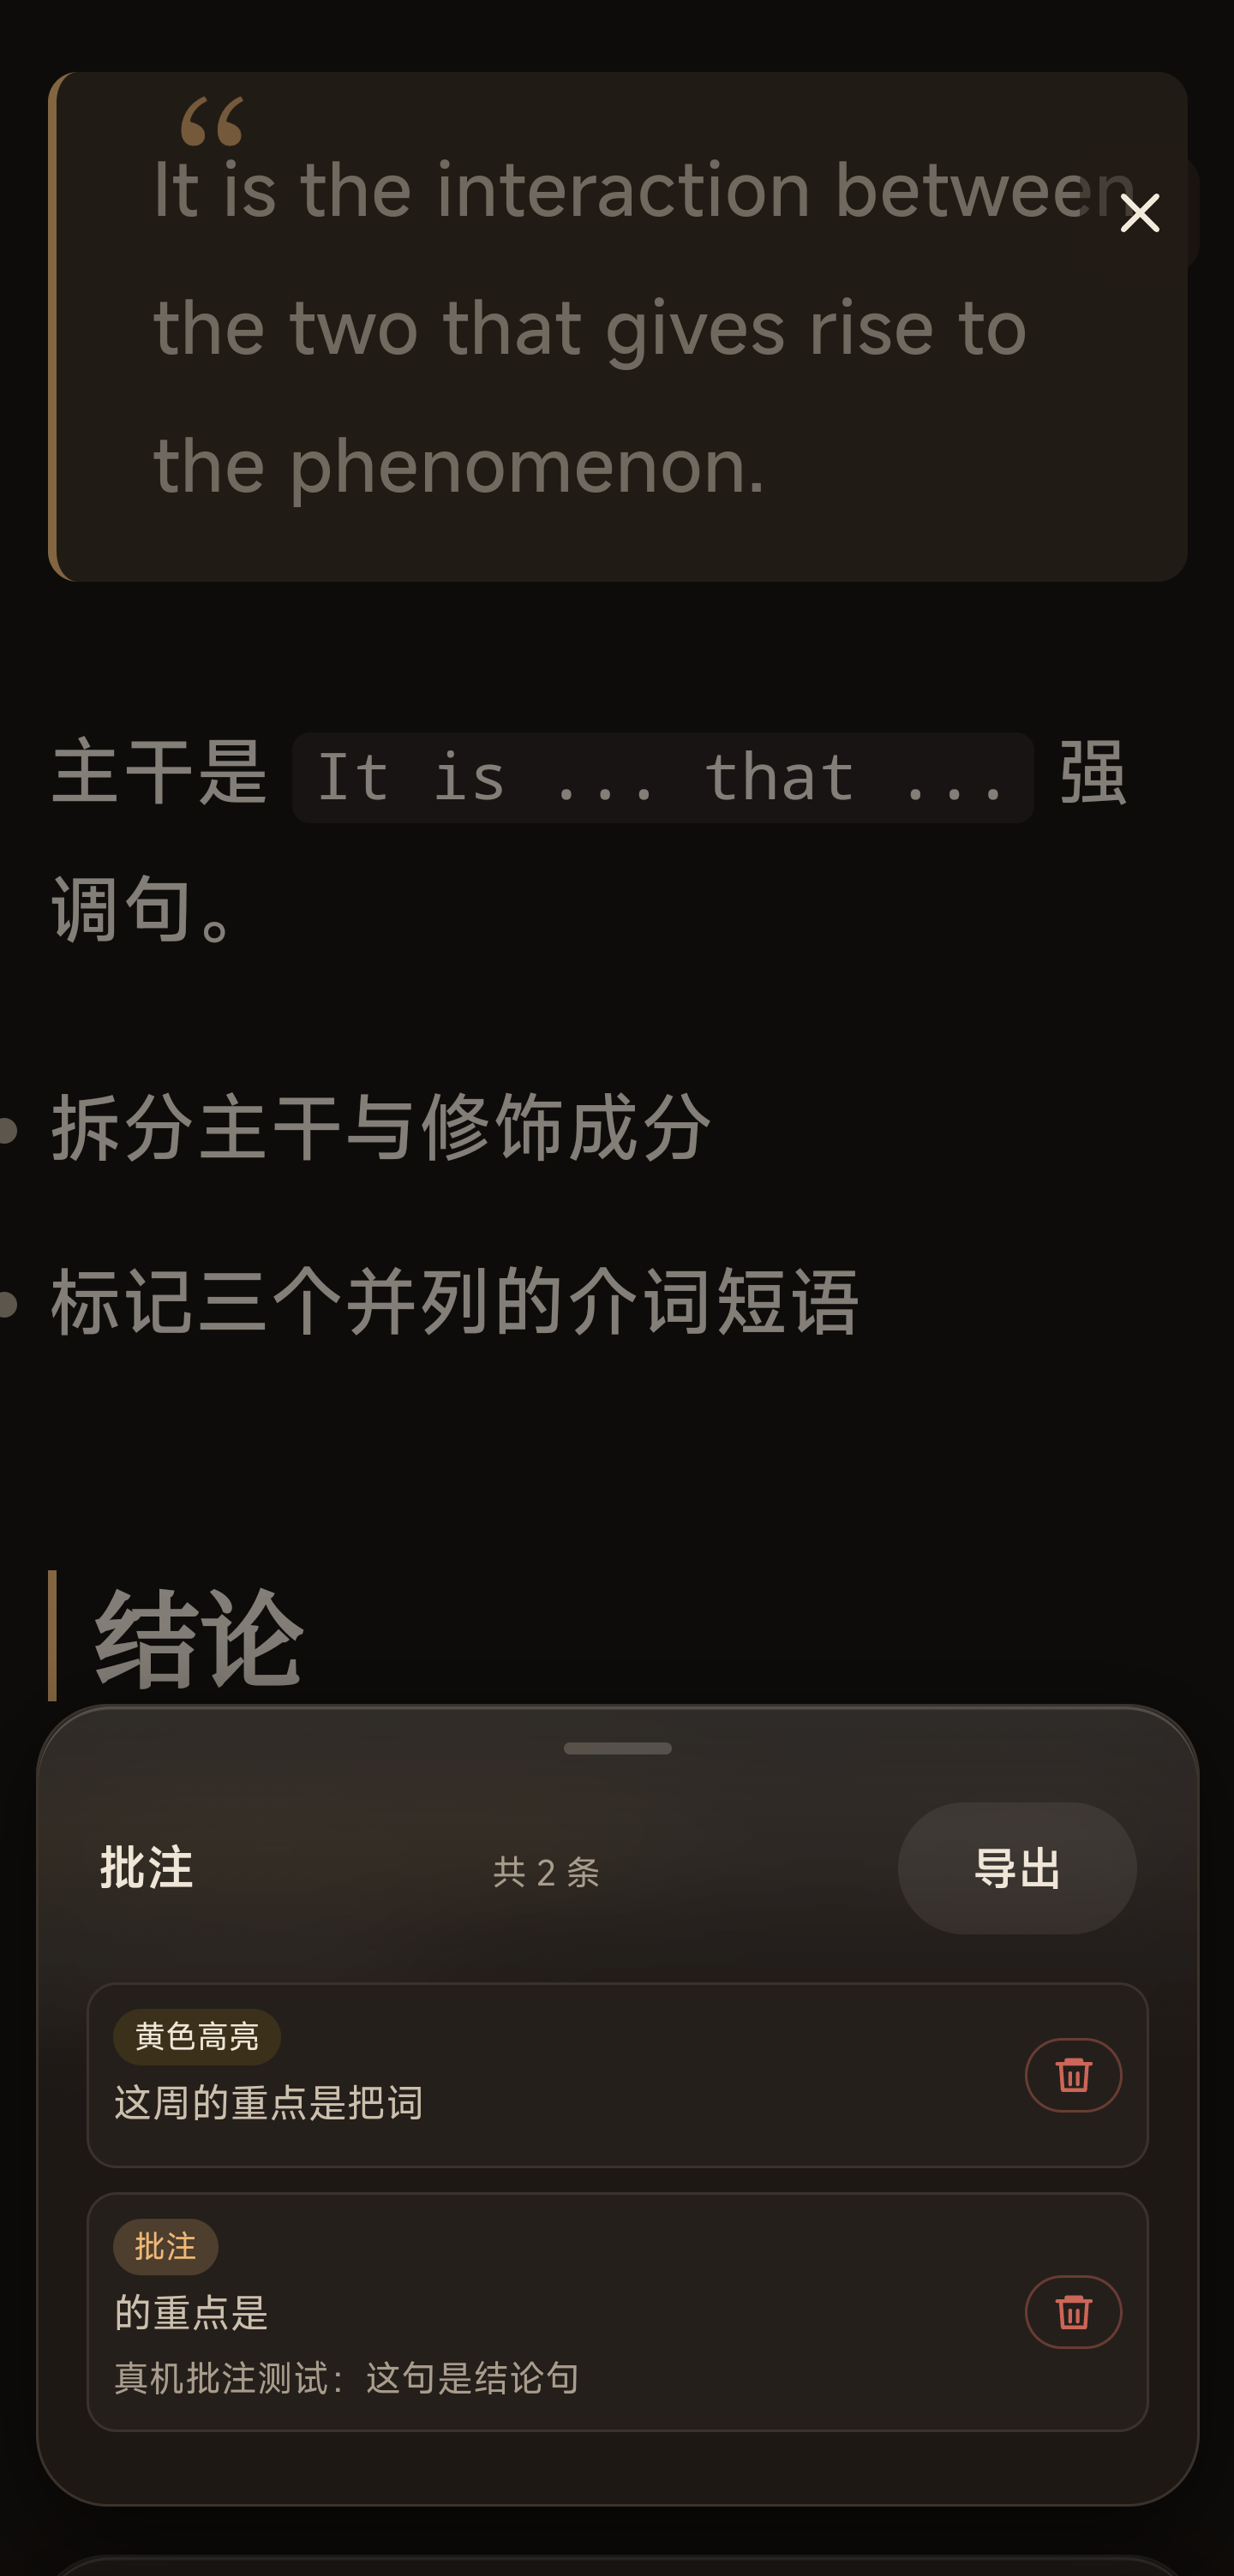 “
It is the interaction between
the two that gives rise to
the phenomenon.
主干是 It is ... that ... 强
调句。
• 拆分主干与修饰成分
• 标记三个并列的介词短语
结论
批注 共 2 条 导出
黄色高亮
这周的重点是把词
批注
的重点是
真机批注测试：这句是结论句